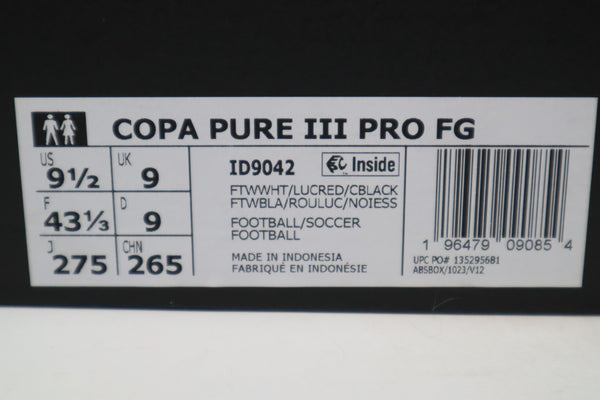 COPA PURE III PRO FG
US 9½ UK 9
F 43⅓ D 9
J 275 CHN 265
ID9042 Inside
FTWWHT/LUCRED/CBLACK
FTWBLA/ROULUC/NOIESS
FOOTBALL/SOCCER
FOOTBALL
MADE IN INDONESIA
FABRIQUÉ EN INDONÉSIE
1 96479 09085 4
UPC PO# 135295681
ABSBOX/1023/V12